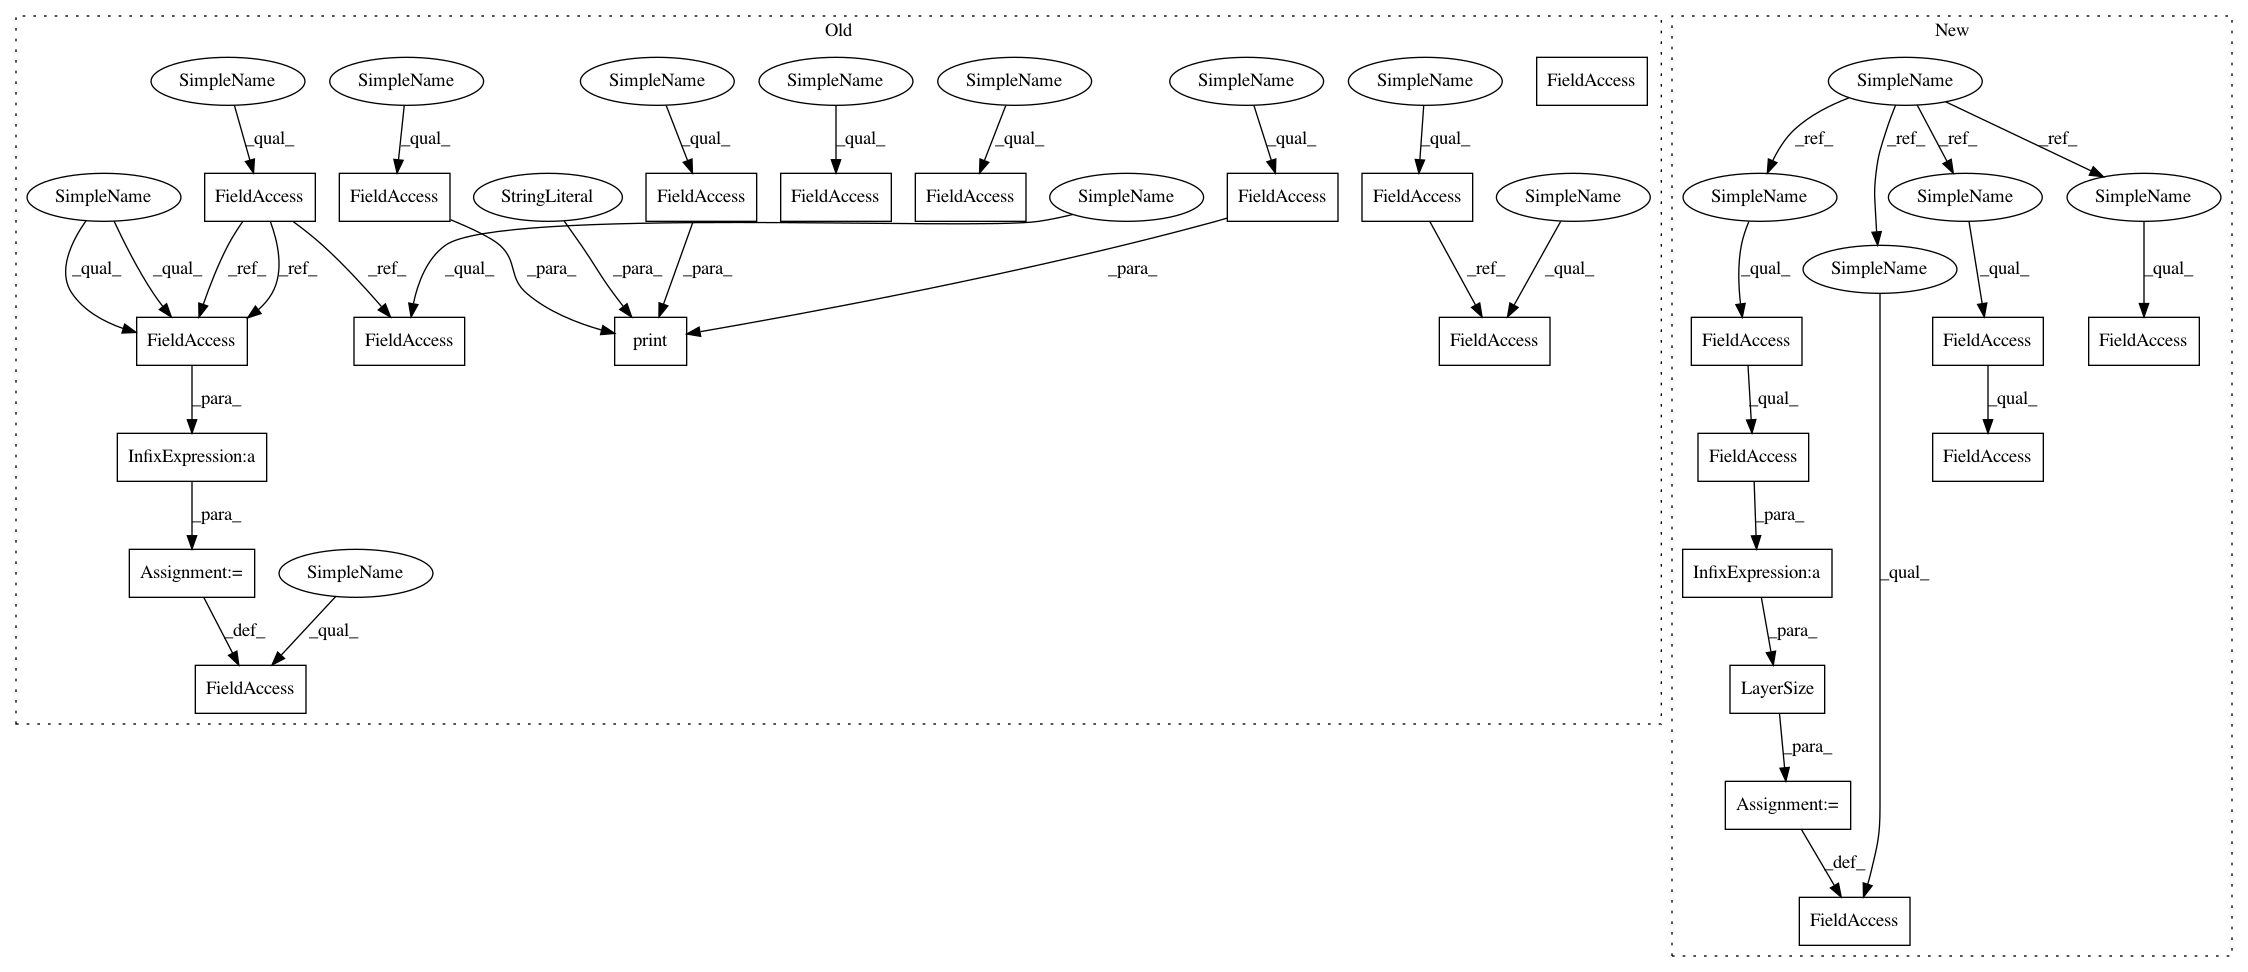 Old
New
SimpleName
SimpleName
SimpleName
SimpleName
SimpleName
SimpleName
SimpleName
FieldAccess
SimpleName
_qual_
_qual_
_qual_
_qual_
_qual_
_qual_
_qual_
_ref_
_ref_
_ref_
_ref_
SimpleName
FieldAccess
FieldAccess
StringLiteral
FieldAccess
FieldAccess
FieldAccess
SimpleName
FieldAccess
FieldAccess
SimpleName
SimpleName
SimpleName
SimpleName
_qual_
_qual_
_ref_
_ref_
_ref_
_qual_
_para_
_para_
_para_
_para_
_ref_
_qual_
_qual_
SimpleName
_qual_
_qual_
FieldAccess
FieldAccess
print
FieldAccess
FieldAccess
FieldAccess
FieldAccess
_para_
_qual_
_qual_
InfixExpression:a
FieldAccess
FieldAccess
_para_
_para_
Assignment:=
SimpleName
InfixExpression:a
_qual_
_def_
_qual_
_para_
FieldAccess
LayerSize
_para_
Assignment:=
_def_
FieldAccess